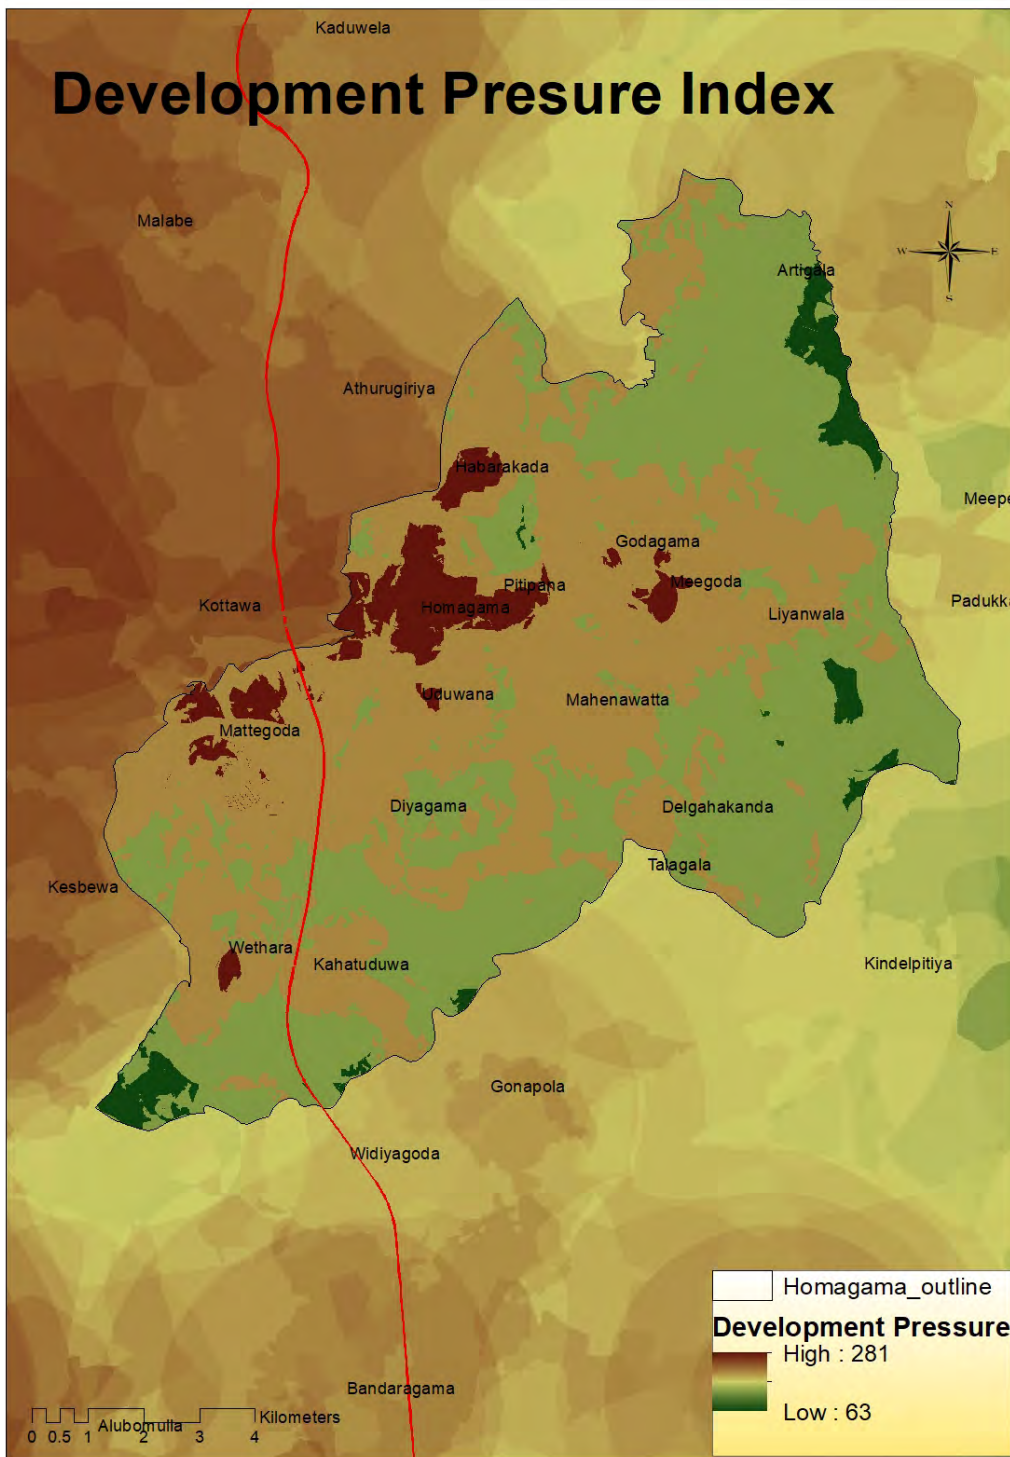 Kaduwela
Development Presure Index
Malabe
N
W
E
S
Artigala
Athurugiriya
Habarakada
Meepe
Godagama
Pitipana
Meegoda
Kottawa
Homagama
Liyanwala
Padukka
Uduwana
Mahenawatta
Mattegoda
Diyagama
Delgahakanda
Talagala
Kesbewa
Wethara
Kahatuduwa
Kindelpitiya
Gonapola
Widiyagoda
Homagama_outline
Development Pressure
High : 281
Low : 63
Bandaragama
Kilometers
Alubomulla
0 0.5 1 2 3 4